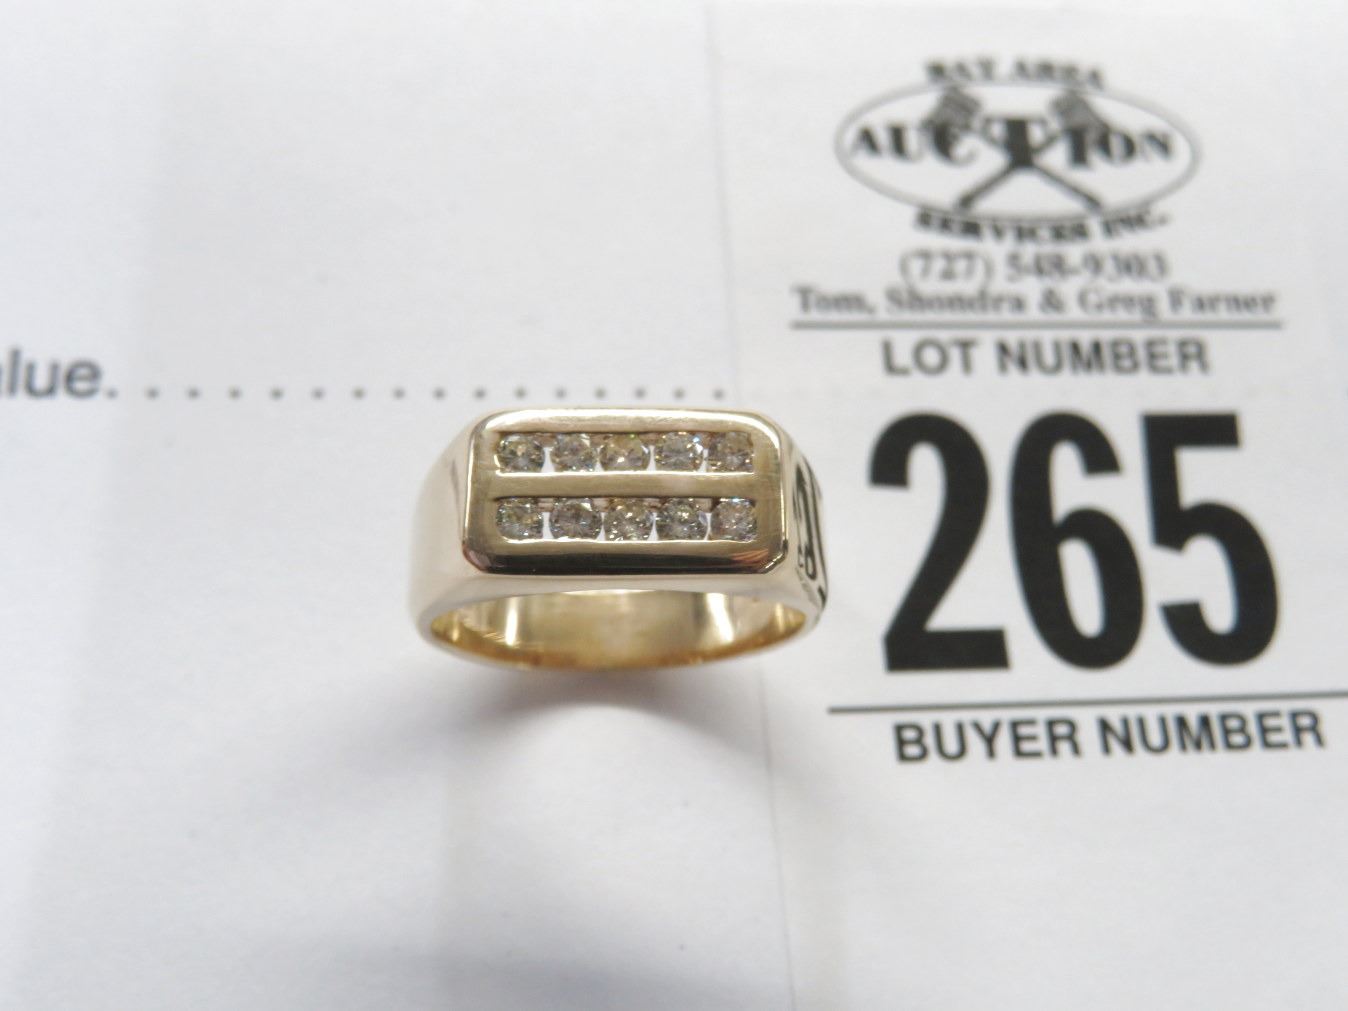 alue. . . . . . . . . . . . . . . . . . . .
BAY AREA
AUCTION
SERVICES INC.
(727) 548-9303
Tom, Shondra & Greg Farner
LOT NUMBER
265
BUYER NUMBER